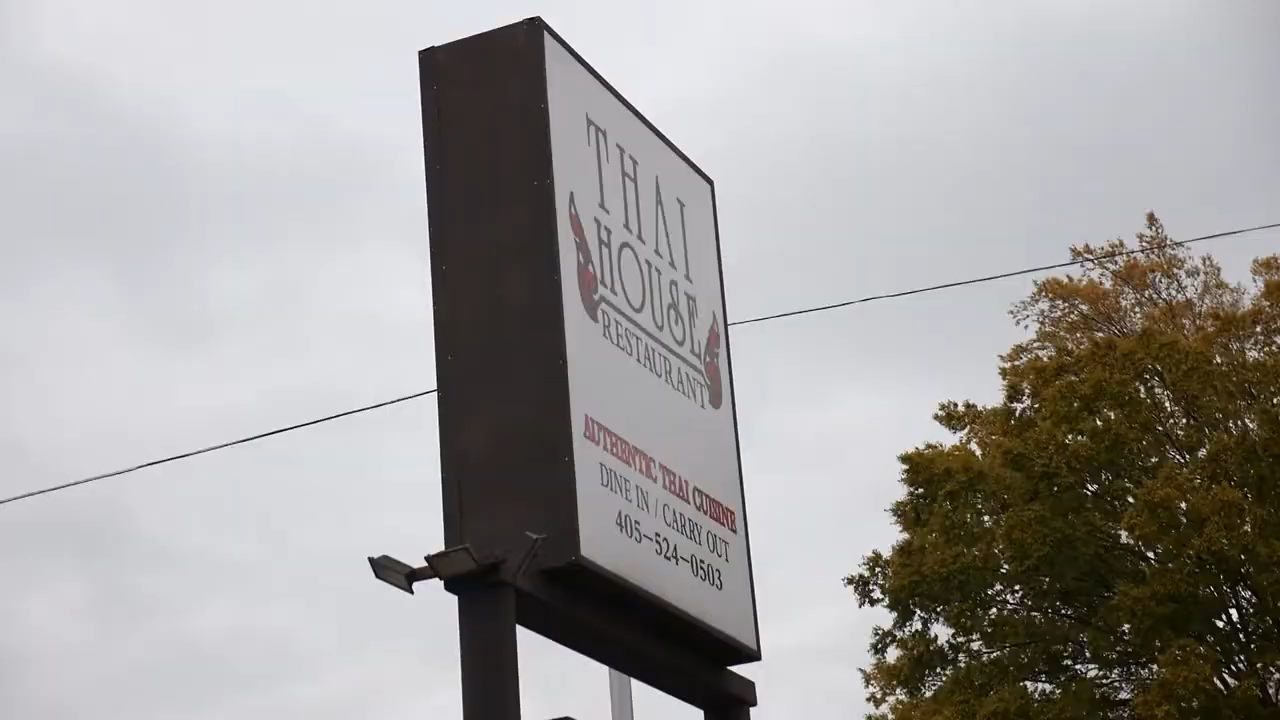 THAI
HOUSE
RESTAURANT
AUTHENTIC THAI CUISINE
DINE IN / CARRY OUT
405-524-0503